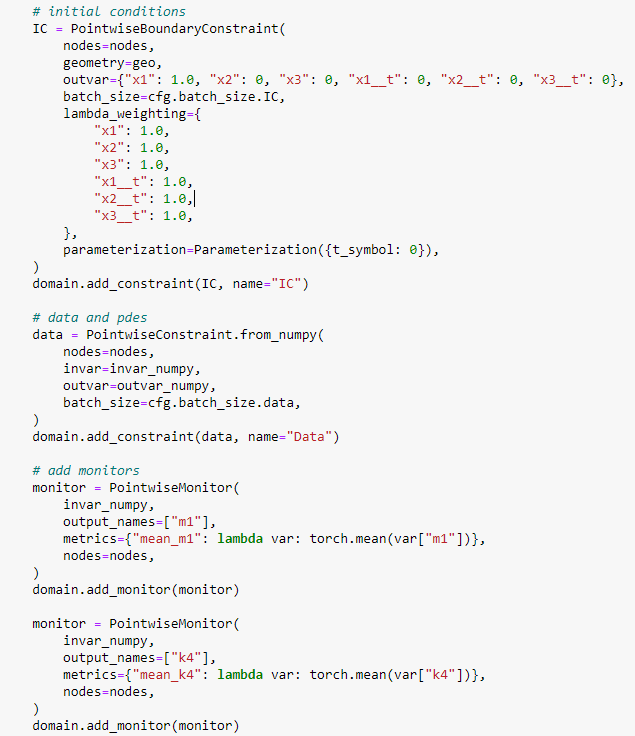 # initial conditions
IC = PointwiseBoundaryConstraint(
    nodes=nodes,
    geometry=geo,
    outvar={"x1": 1.0, "x2": 0, "x3": 0, "x1__t": 0, "x2__t": 0, "x3__t": 0},
    batch_size=cfg.batch_size.IC,
    lambda_weighting={
        "x1": 1.0,
        "x2": 1.0,
        "x3": 1.0,
        "x1__t": 1.0,
        "x2__t": 1.0,
        "x3__t": 1.0,
    },
    parameterization=Parameterization({t_symbol: 0}),
)
domain.add_constraint(IC, name="IC")

# data and pdes
data = PointwiseConstraint.from_numpy(
    nodes=nodes,
    invar=invar_numpy,
    outvar=outvar_numpy,
    batch_size=cfg.batch_size.data,
)
domain.add_constraint(data, name="Data")

# add monitors
monitor = PointwiseMonitor(
    invar_numpy,
    output_names=["m1"],
    metrics={"mean_m1": lambda var: torch.mean(var["m1"])},
    nodes=nodes,
)
domain.add_monitor(monitor)

monitor = PointwiseMonitor(
    invar_numpy,
    output_names=["k4"],
    metrics={"mean_k4": lambda var: torch.mean(var["k4"])},
    nodes=nodes,
)
domain.add_monitor(monitor)